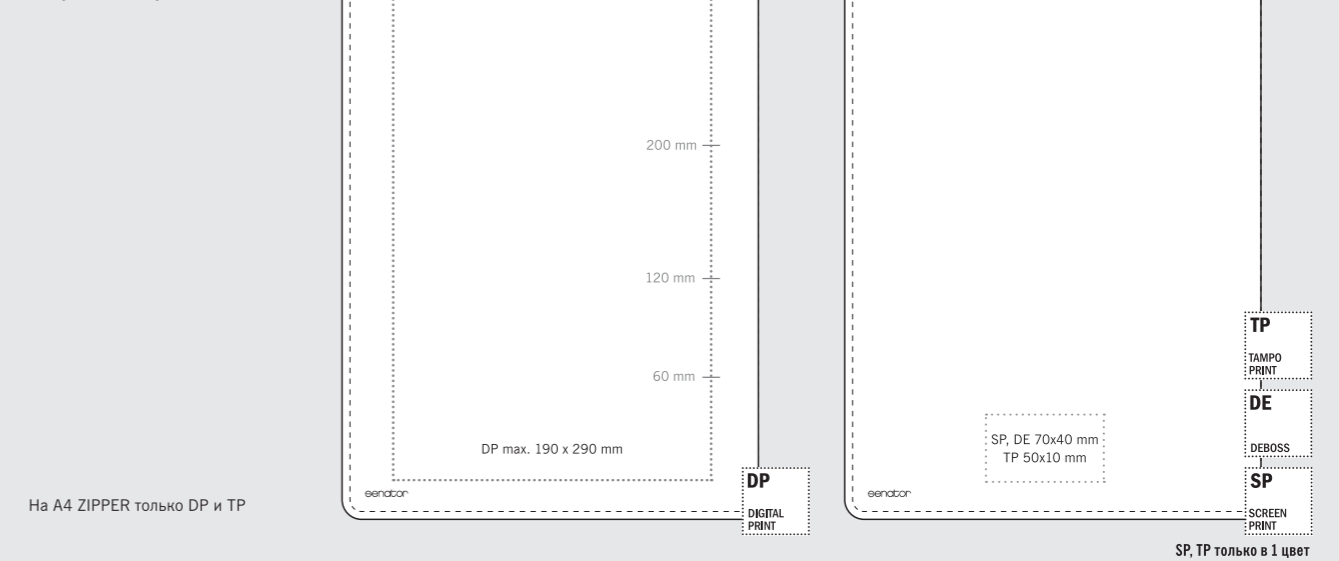 200 mm
120 mm
60 mm
DP max. 190 x 290 mm
senator
DP
DIGITAL
PRINT
На A4 ZIPPER только DP и TP
SP, DE 70x40 mm
TP 50x10 mm
senator
TP
TAMPO
PRINT
DE
DEBOSS
SP
SCREEN
PRINT
SP, TP только в 1 цвет